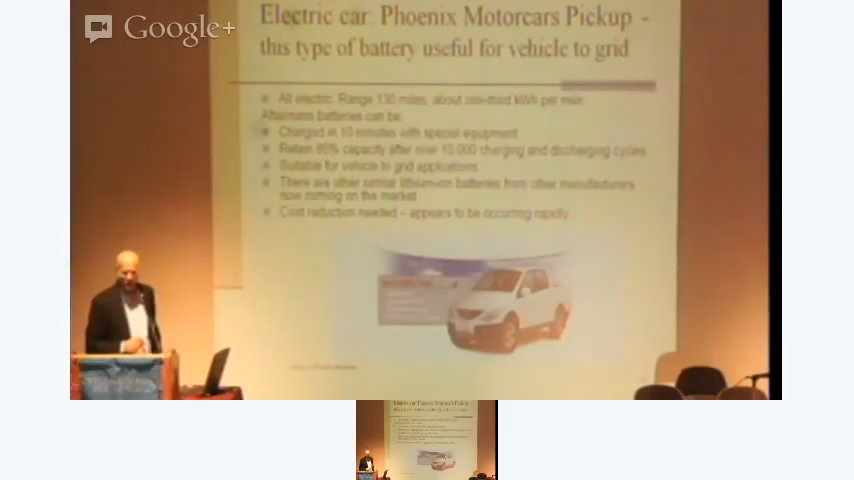 Google+
Electric car: Phoenix Motorcars Pickup -
this type of battery useful for vehicle to grid
All electric: Range 130 miles, about one-third kWh per mile
Altairnano batteries can be:
Charged in 10 minutes with special equipment
Retain 85% capacity after over 15,000 charging and discharging cycles
Suitable for vehicle to grid applications
There are other similar lithium-ion batteries from other manufacturers
now coming on the market
Cost reduction needed – appears to be occurring rapidly